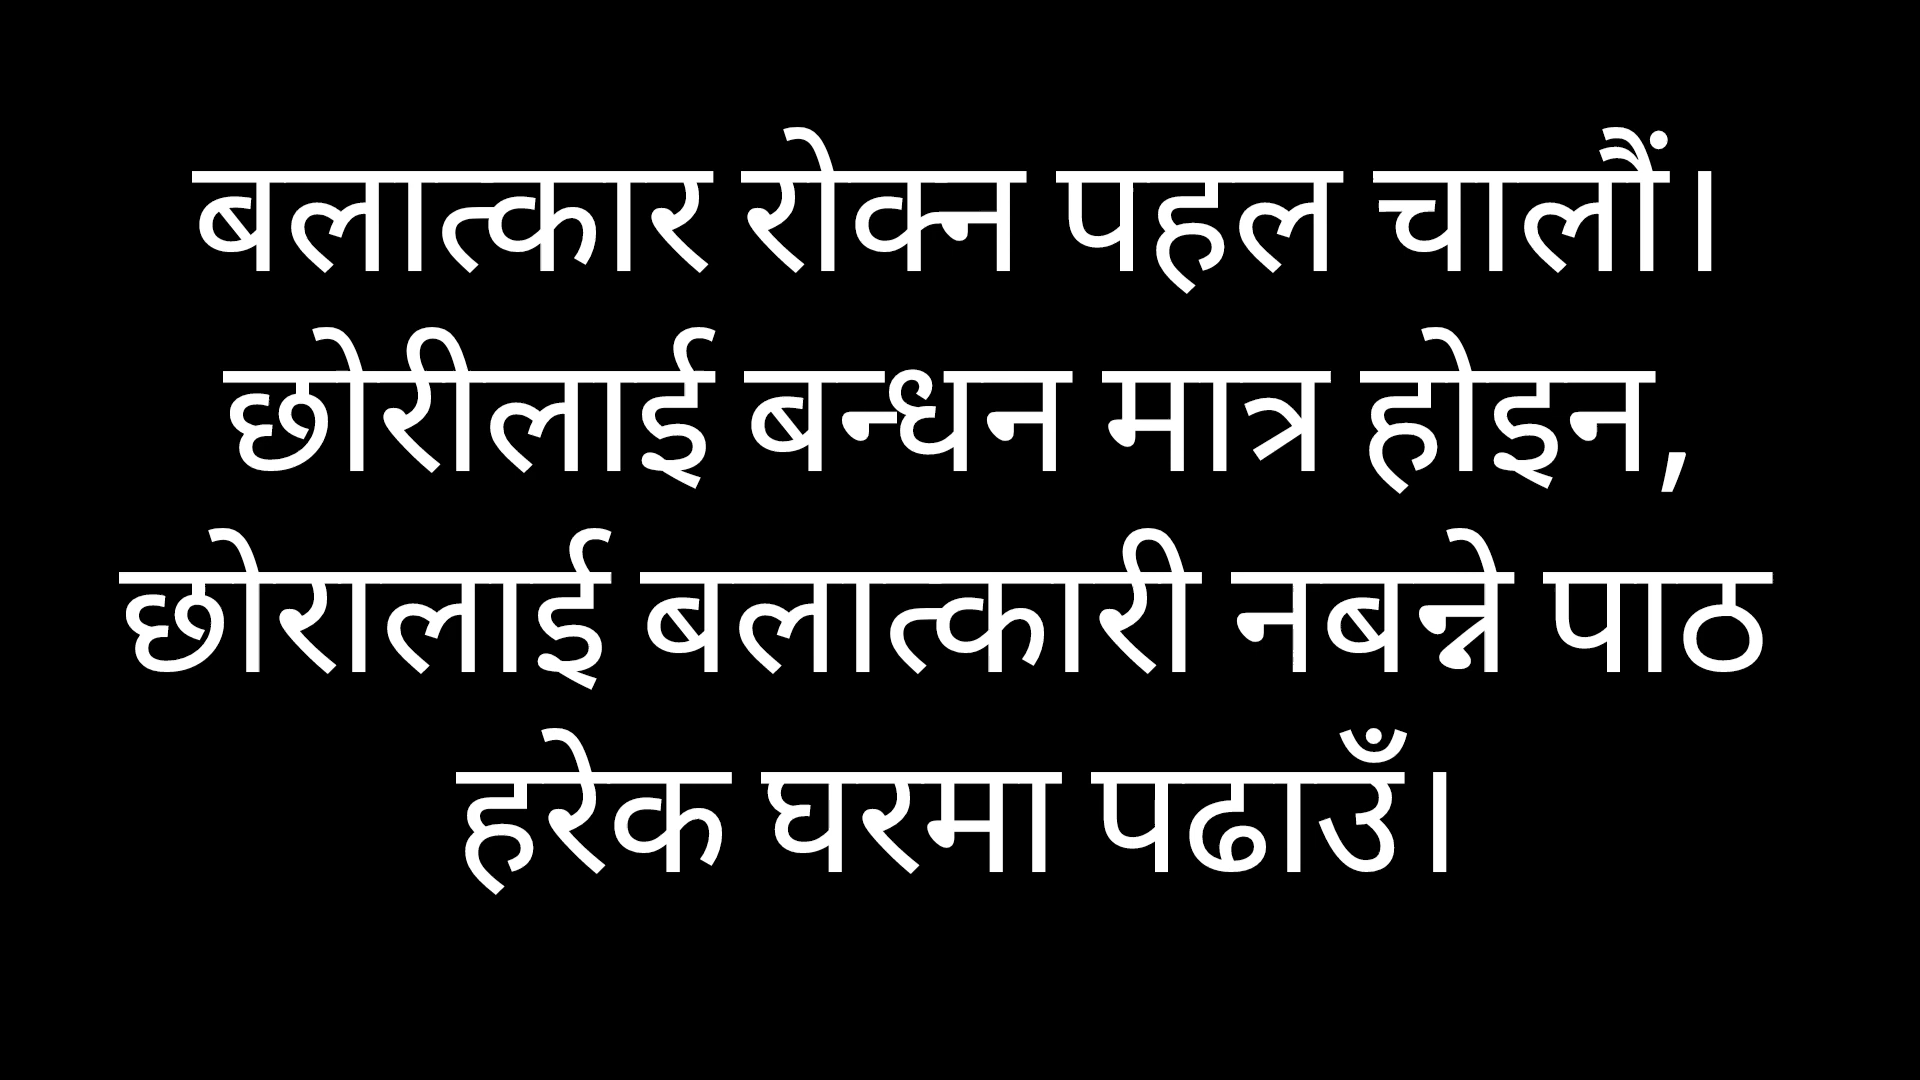 बलात्कार रोक्न पहल चालौं।
छोरीलाई बन्धन मात्र होइन,
छोरालाई बलात्कारी नबन्ने पाठ
हरेक घरमा पढाउँ।